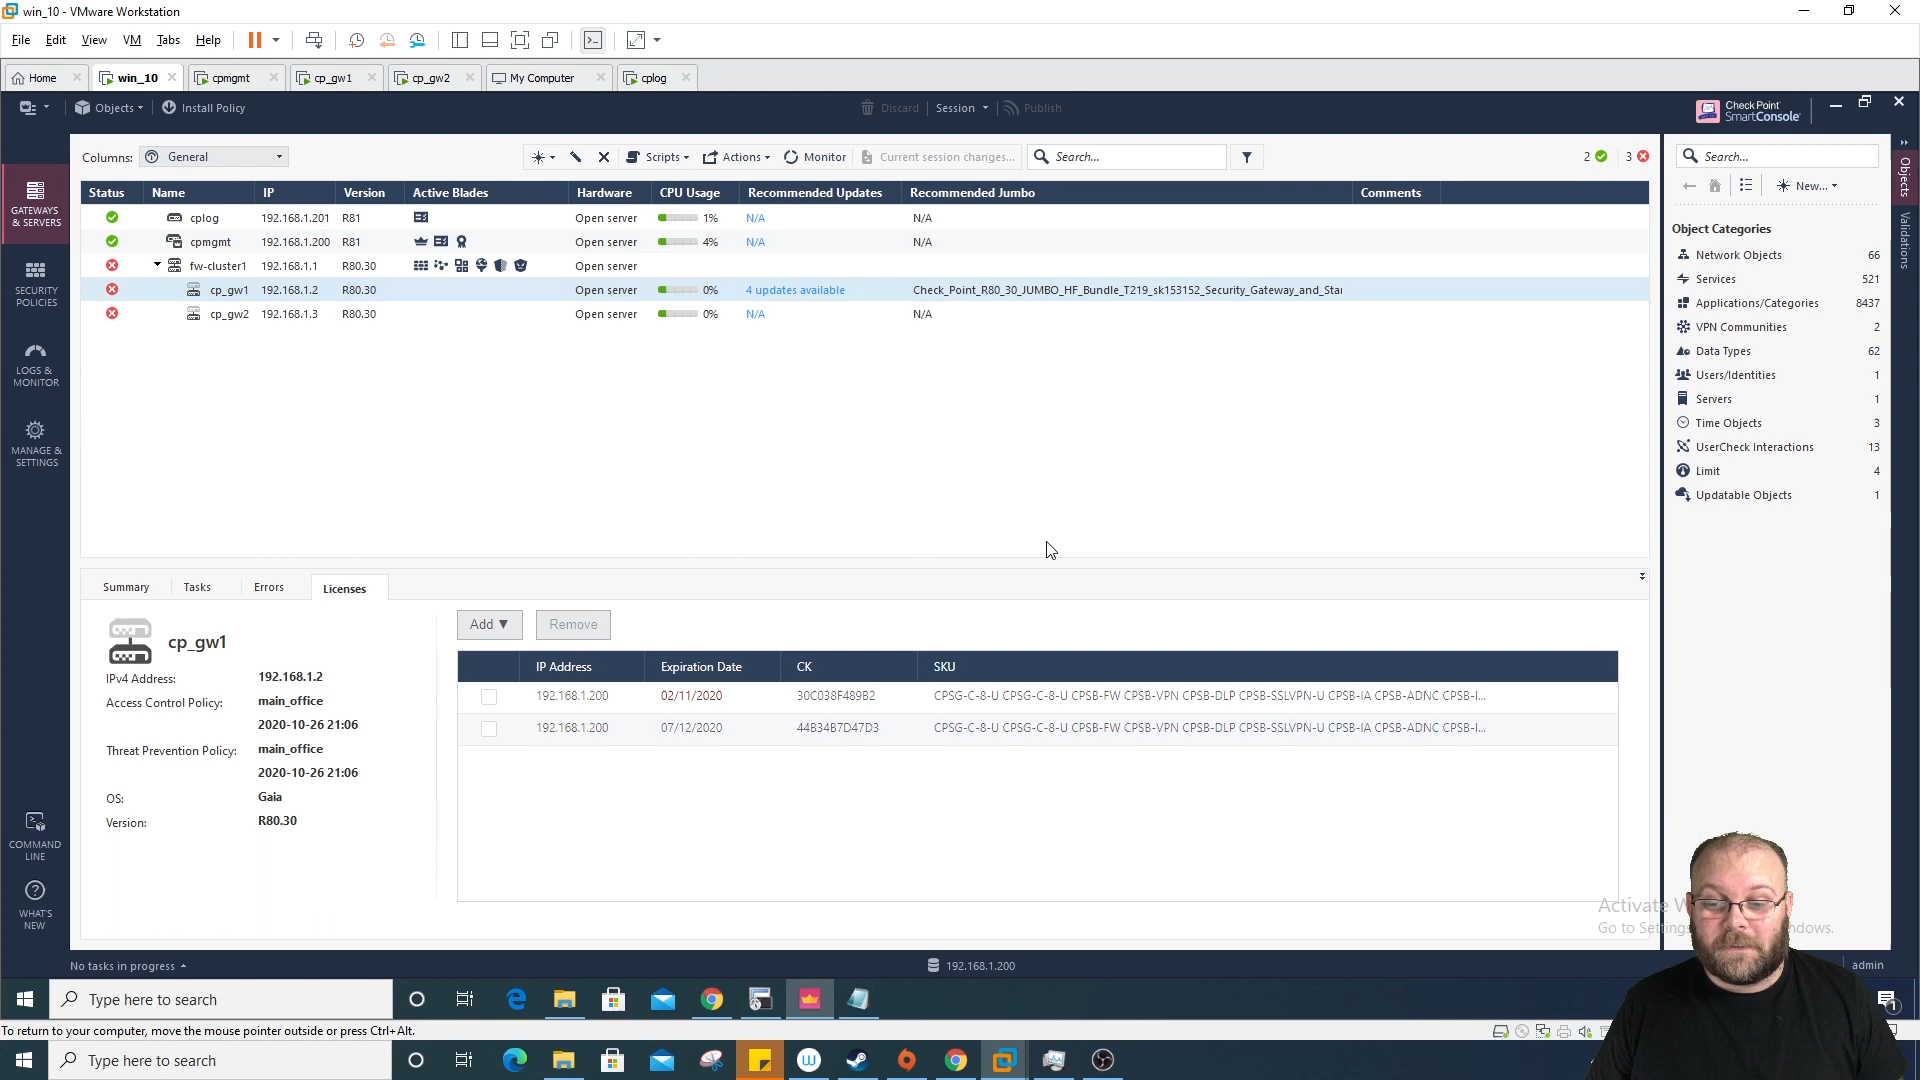 win_10 - VMware Workstation
File Edit View VM Tabs Help
Home win_10 cpmgmt cp_gw1 cp_gw2 My Computer cplog
Objects Install Policy Discard Session Publish Check Point SmartConsole
Columns: General Scripts Actions Monitor Current session changes... Search... 2 3 Search...
Status Name IP Version Active Blades Hardware CPU Usage Recommended Updates Recommended Jumbo Comments
cplog 192.168.1.201 R81 Open server 1% N/A N/A
cpmgmt 192.168.1.200 R81 Open server 4% N/A N/A
fw-cluster1 192.168.1.1 R80.30 Open server
cp_gw1 192.168.1.2 R80.30 Open server 0% 4 updates available Check_Point_R80_30_JUMBO_HF_Bundle_T219_sk153152_Security_Gateway_and_Star
cp_gw2 192.168.1.3 R80.30 Open server 0% N/A N/A
GATEWAYS & SERVERS
SECURITY POLICIES
LOGS & MONITOR
MANAGE & SETTINGS
COMMAND LINE
WHAT'S NEW
New...
Object Categories
Network Objects 66
Services 521
Applications/Categories 8437
VPN Communities 2
Data Types 62
Users/Identities 1
Servers 1
Time Objects 3
UserCheck Interactions 13
Limit 4
Updatable Objects 1
Objects
Validations
Summary Tasks Errors Licenses
cp_gw1
IPv4 Address: 192.168.1.2
Access Control Policy: main_office
2020-10-26 21:06
Threat Prevention Policy: main_office
2020-10-26 21:06
OS: Gaia
Version: R80.30
Add ▼ Remove
IP Address Expiration Date CK SKU
192.168.1.200 02/11/2020 30C038F489B2 CPSG-C-8-U CPSG-C-8-U CPSB-FW CPSB-VPN CPSB-DLP CPSB-SSLVPN-U CPSB-IA CPSB-ADNC CPSB-I...
192.168.1.200 07/12/2020 44B34B7D47D3 CPSG-C-8-U CPSG-C-8-U CPSB-FW CPSB-VPN CPSB-DLP CPSB-SSLVPN-U CPSB-IA CPSB-ADNC CPSB-I...
Activate
Go to
No tasks in progress 192.168.1.200 admin
Type here to search 1
To return to your computer, move the mouse pointer outside or press Ctrl+Alt.
Type here to search